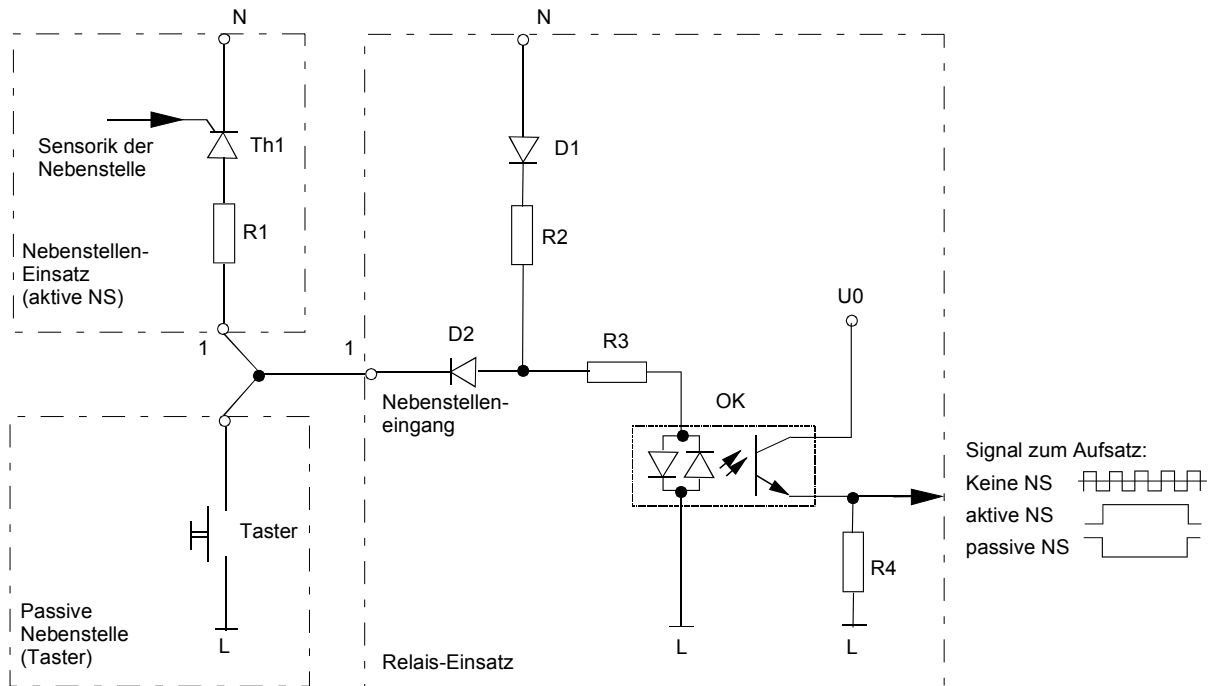 N
N
Sensorik der
Nebenstelle
Th1
D1
R1
R2
Nebenstellen-
Einsatz
(aktive NS)
U0
1
1
D2
R3
Nebenstellen-
eingang
OK
Signal zum Aufsatz:
Keine NS
aktive NS
passive NS
Taster
R4
Passive
Nebenstelle
(Taster)
L
L
L
Relais-Einsatz